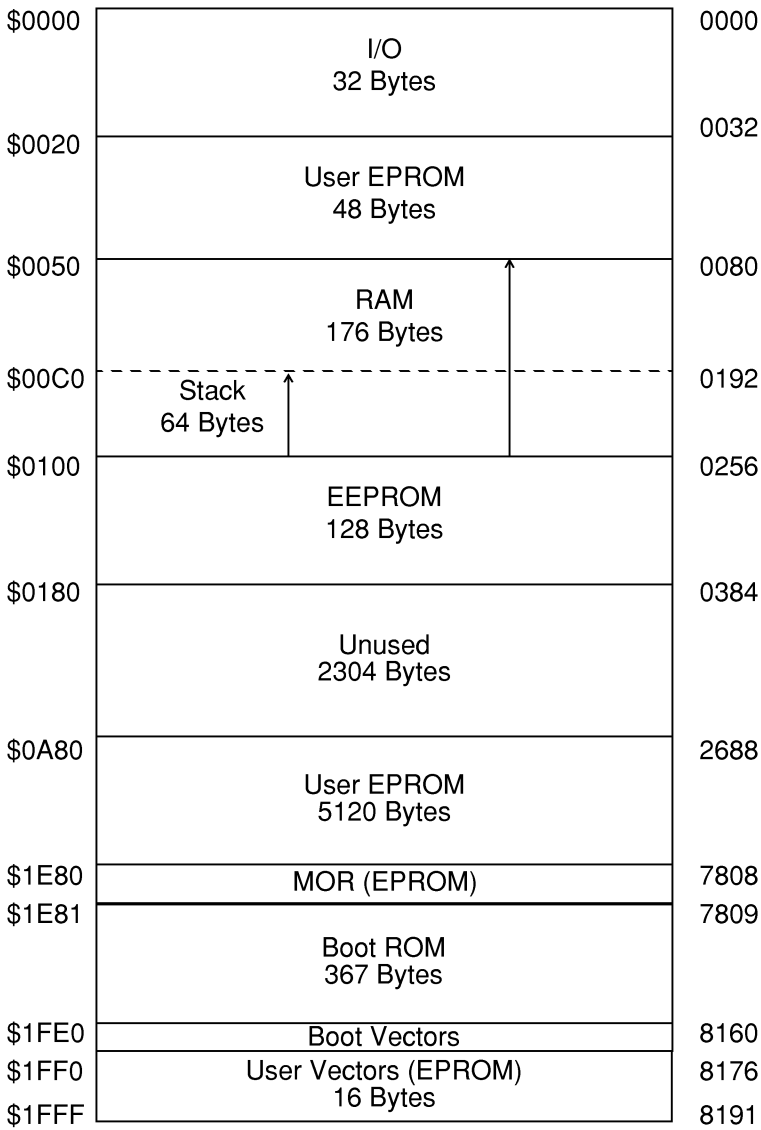 $0000 0000
I/O
32 Bytes
0032
$0020
User EPROM
48 Bytes
$0050 0080
RAM
176 Bytes
$00C0 0192
Stack
64 Bytes
$0100 0256
EEPROM
128 Bytes
$0180 0384
Unused
2304 Bytes
$0A80 2688
User EPROM
5120 Bytes
$1E80 MOR (EPROM) 7808
$1E81 7809
Boot ROM
367 Bytes
$1FE0 Boot Vectors 8160
$1FF0 User Vectors (EPROM) 8176
16 Bytes
$1FFF 8191